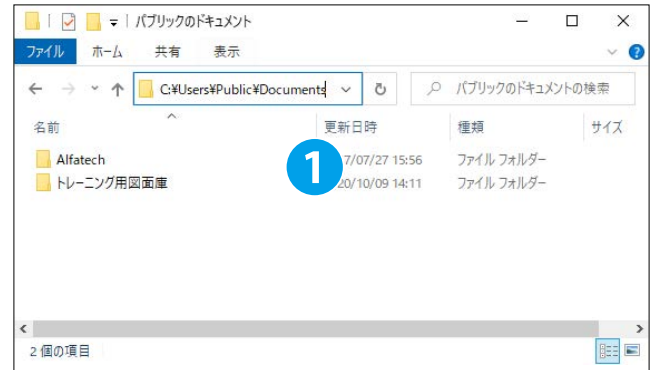 パブリックのドキュメント
ファイル ホーム 共有 表示
C:¥Users¥Public¥Documents パブリックのドキュメントの検索
名前 更新日時 種類 サイズ
Alfatech 7/07/27 15:56 ファイル フォルダー
トレーニング用図面庫 20/10/09 14:11 ファイル フォルダー
1
2 個の項目